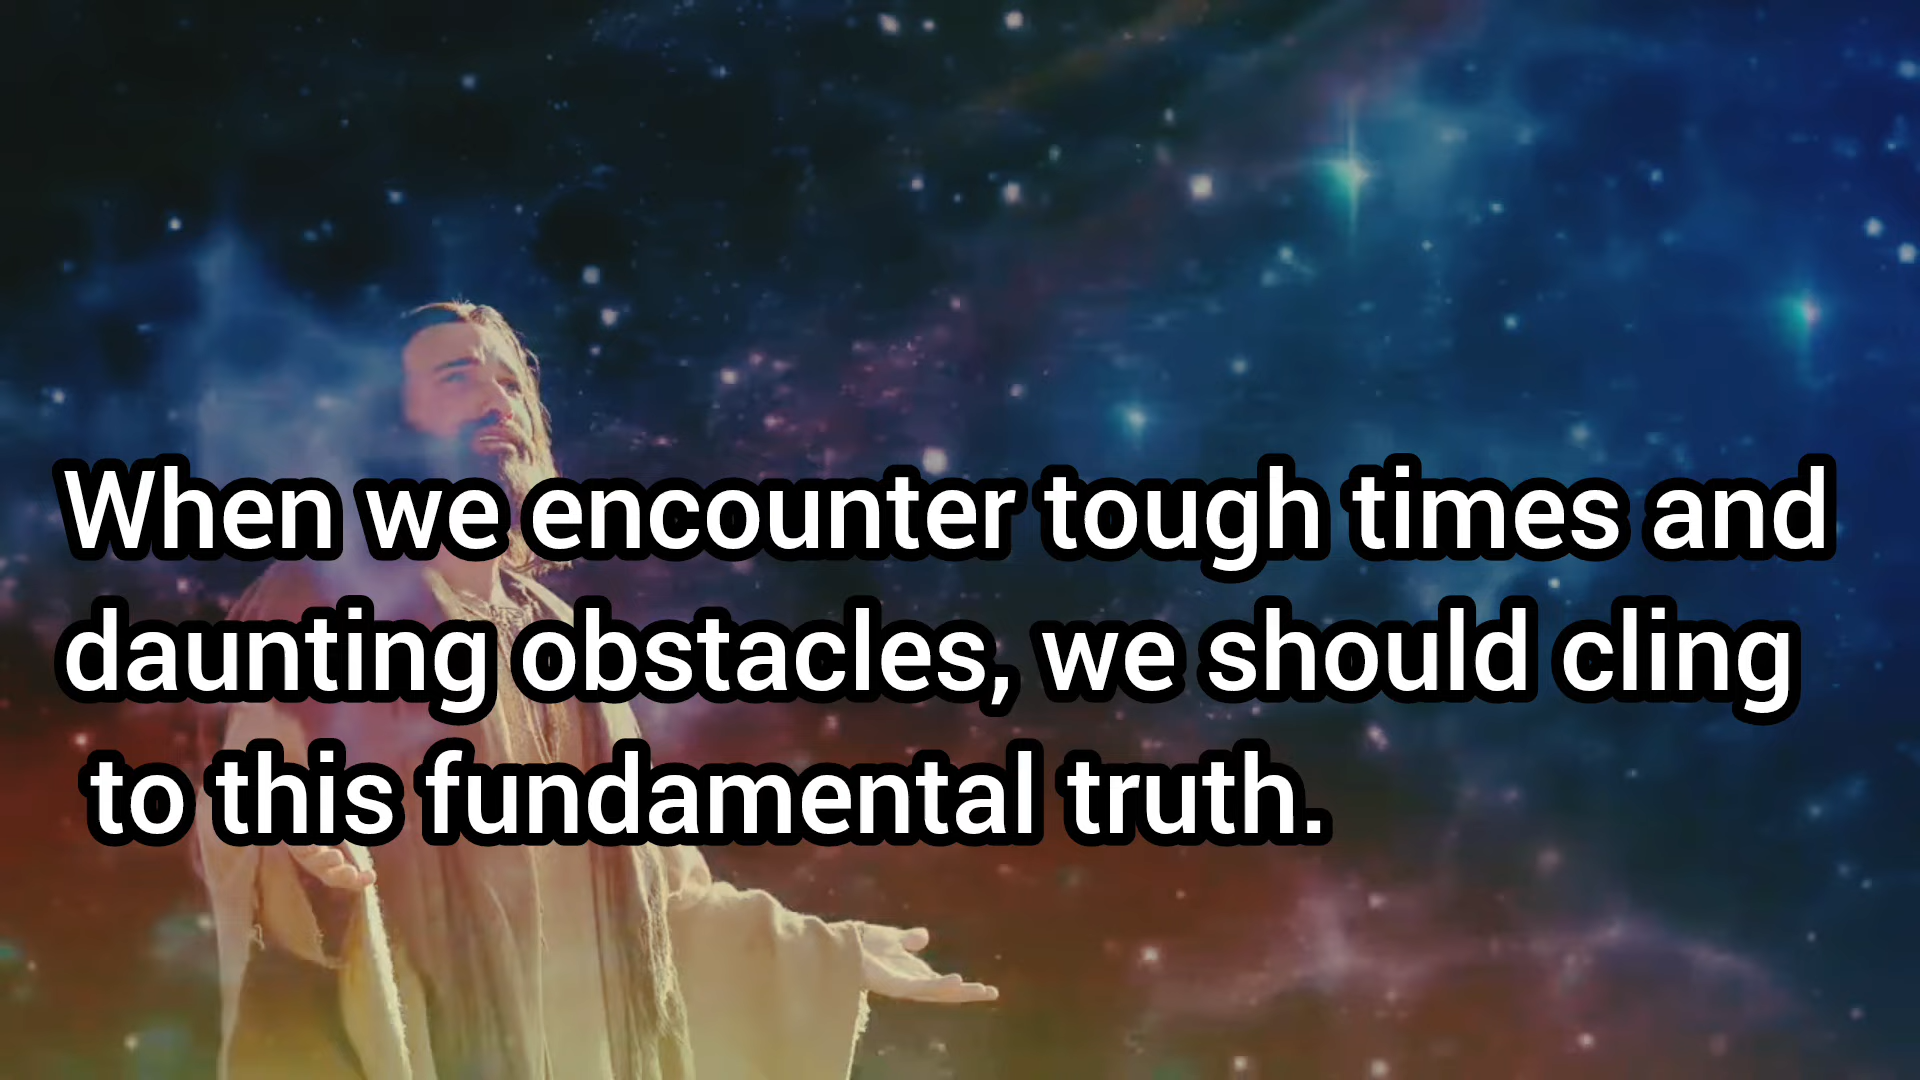 When we encounter tough times and
daunting obstacles, we should cling
to this fundamental truth.